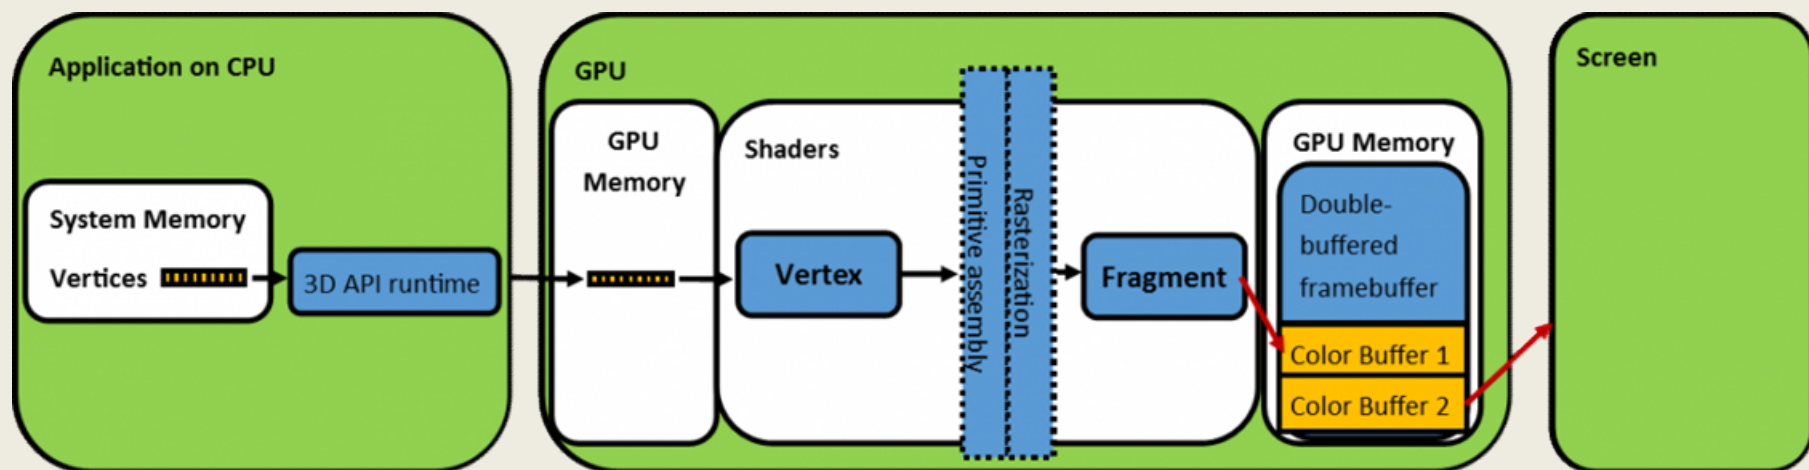 Application on CPU
System Memory
Vertices
3D API runtime
GPU
GPU
Memory
Shaders
Vertex
Primitive assembly
Rasterization
Fragment
GPU Memory
Double-
buffered
framebuffer
Color Buffer 1
Color Buffer 2
Screen